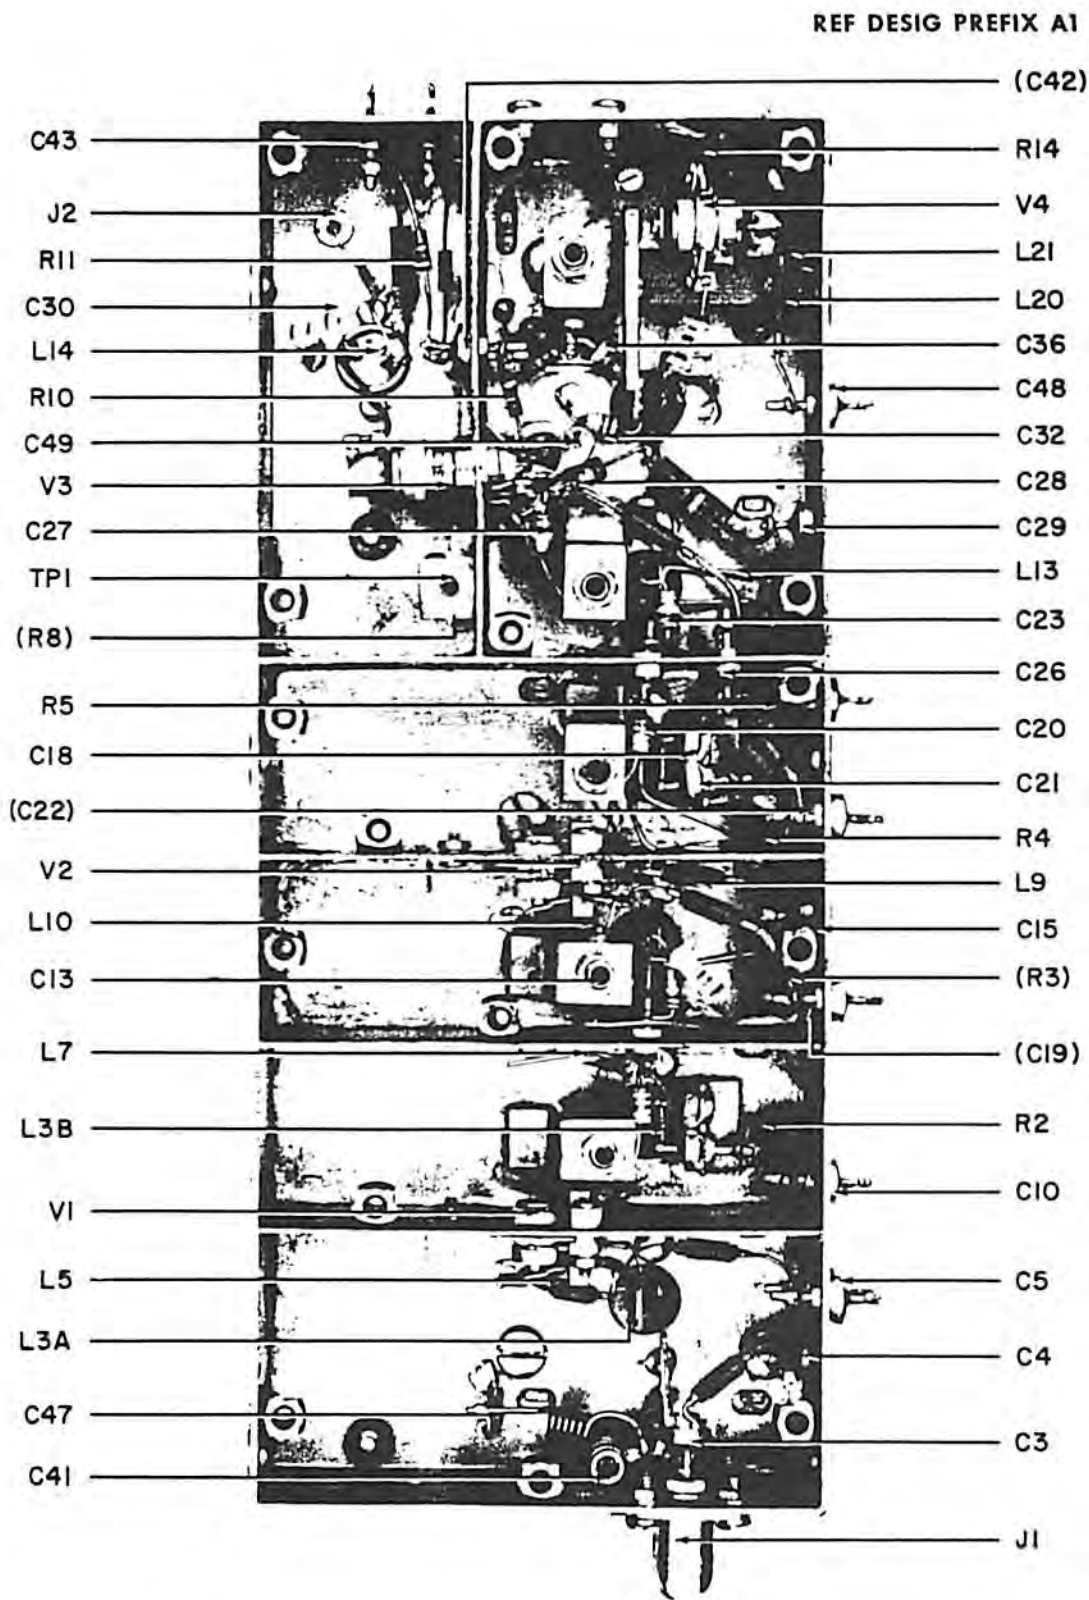 REF DESIG PREFIX A1
(C42)
C43
R14
J2
V4
R11
L21
C30
L20
L14
C36
R10
C48
C49
C32
V3
C28
C27
C29
TP1
L13
(R8)
C23
C26
R5
C20
C18
C21
(C22)
R4
V2
L9
L10
C15
C13
(R3)
L7
(C19)
L3B
R2
V1
C10
L5
C5
L3A
C4
C47
C3
C41
J1